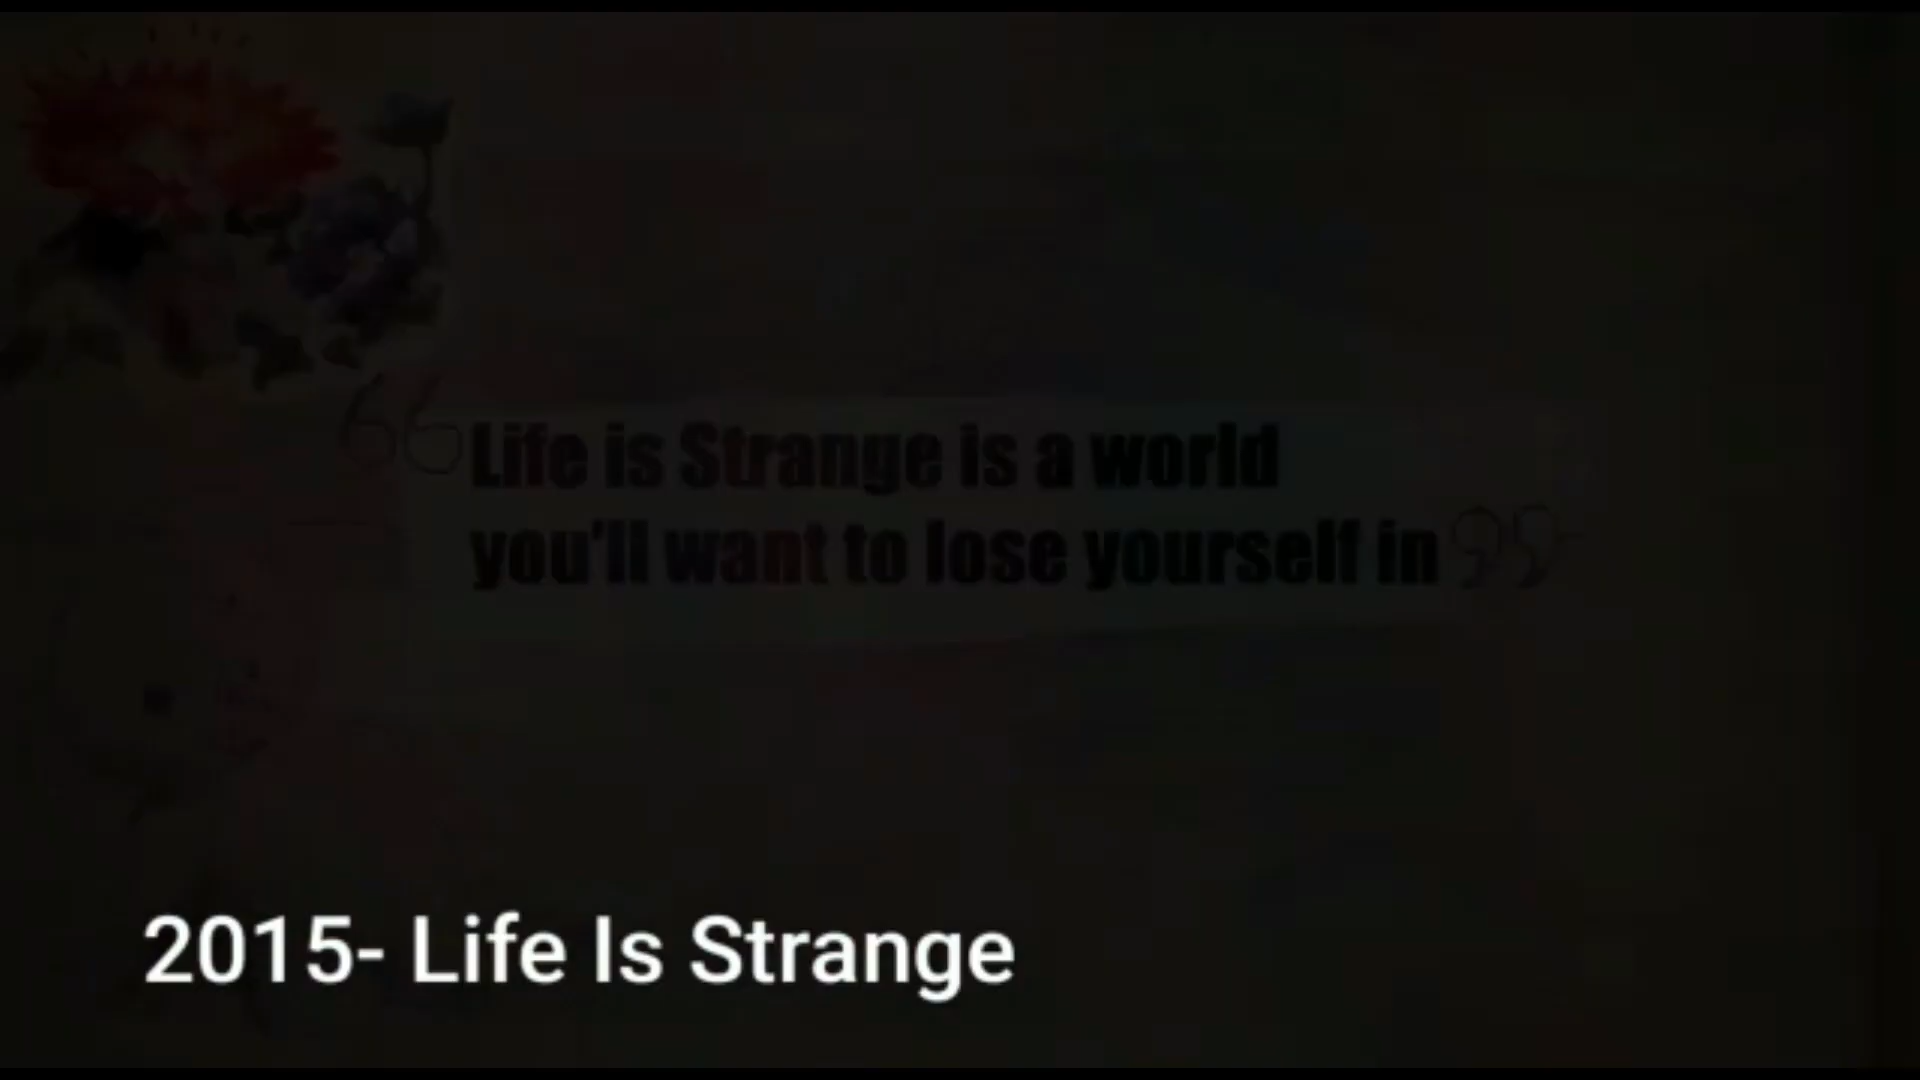 “Life is Strange is a world
you'll want to lose yourself in”
2015- Life Is Strange